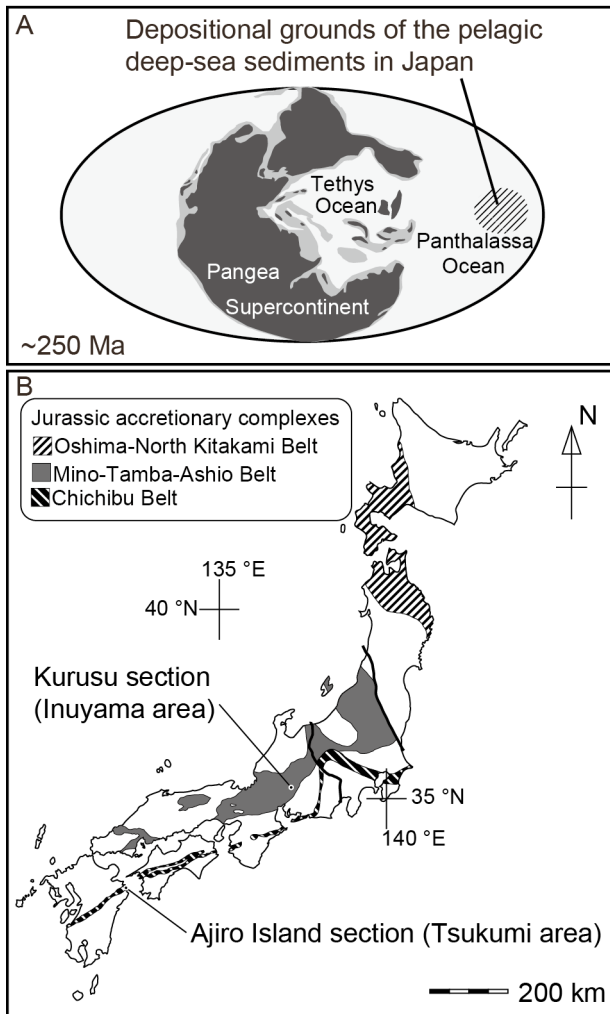 A
Depositional grounds of the pelagic
deep-sea sediments in Japan
Tethys
Ocean
Panthalassa
Ocean
Pangea
Supercontinent
~250 Ma
B
Jurassic accretionary complexes
Oshima-North Kitakami Belt
Mino-Tamba-Ashio Belt
Chichibu Belt
N
135 °E
40 °N
Kurusu section
(Inuyama area)
35 °N
140 °E
Ajiro Island section (Tsukumi area)
200 km